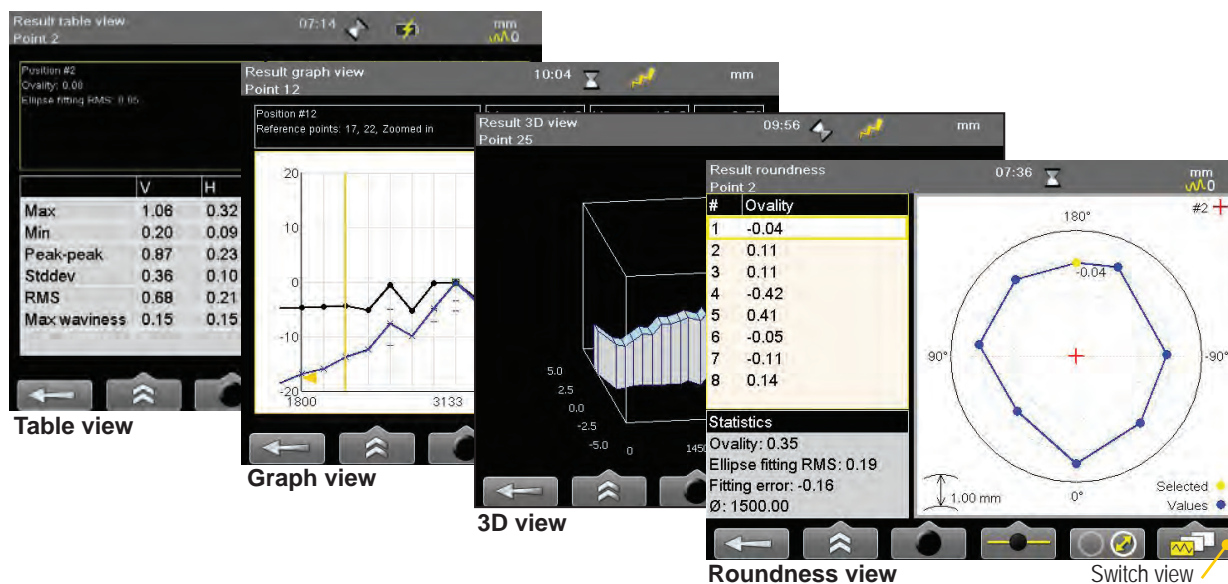 Result table view
07:14
mm
Point 2
0
Position #2
Ovality: 0.00
Ellipse fitting RMS: 0.05
V H
Max 1.06 0.32
Min 0.20 0.09
Peak-peak 0.87 0.23
Stddev 0.36 0.10
RMS 0.68 0.21
Max waviness 0.15 0.15
Table view
Result graph view
10:04
mm
Point 12
Position #12
Reference points: 17, 22, Zoomed in
20
10
0
-10
-20
1800 3133
Graph view
Result 3D view
09:56
mm
Point 25
5.0
2.5
0.0
-2.5
-5.0 0
3D view
Result roundness
07:36
mm
Point 2
0
# Ovality
1 -0.04
2 0.11
3 0.11
4 -0.42
5 0.41
6 -0.05
7 -0.11
8 0.14
Statistics
Ovality: 0.35
Ellipse fitting RMS: 0.19
Fitting error: -0.16
Ø: 1500.00
#2
180°
-0.04
90° -90°
0°
1.00 mm
Selected
Values
Roundness view
Switch view